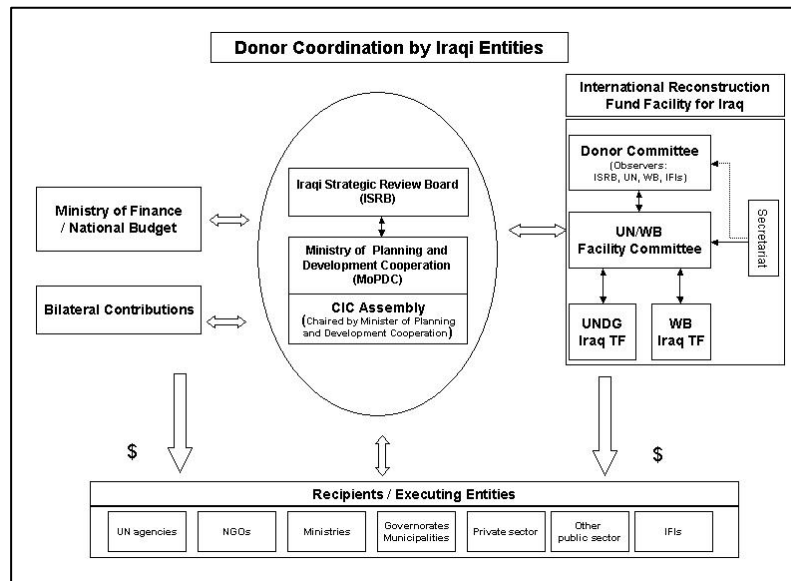 Donor Coordination by Iraqi Entities
International Reconstruction
Fund Facility for Iraq
Donor Committee
(Observers:
ISRB, UN, WB, IFIs)
Secretariat
UN/WB
Facility Committee
UNDG
Iraq TF
WB
Iraq TF
Iraqi Strategic Review Board
(ISRB)
Ministry of Planning and
Development Cooperation
(MoPDC)
CIC Assembly
(Chaired by Minister of Planning
and Development Cooperation)
Ministry of Finance
/ National Budget
Bilateral Contributions
$
$
Recipients / Executing Entities
UN agencies
NGOs
Ministries
Governorates
Municipalities
Private sector
Other
public sector
IFIs